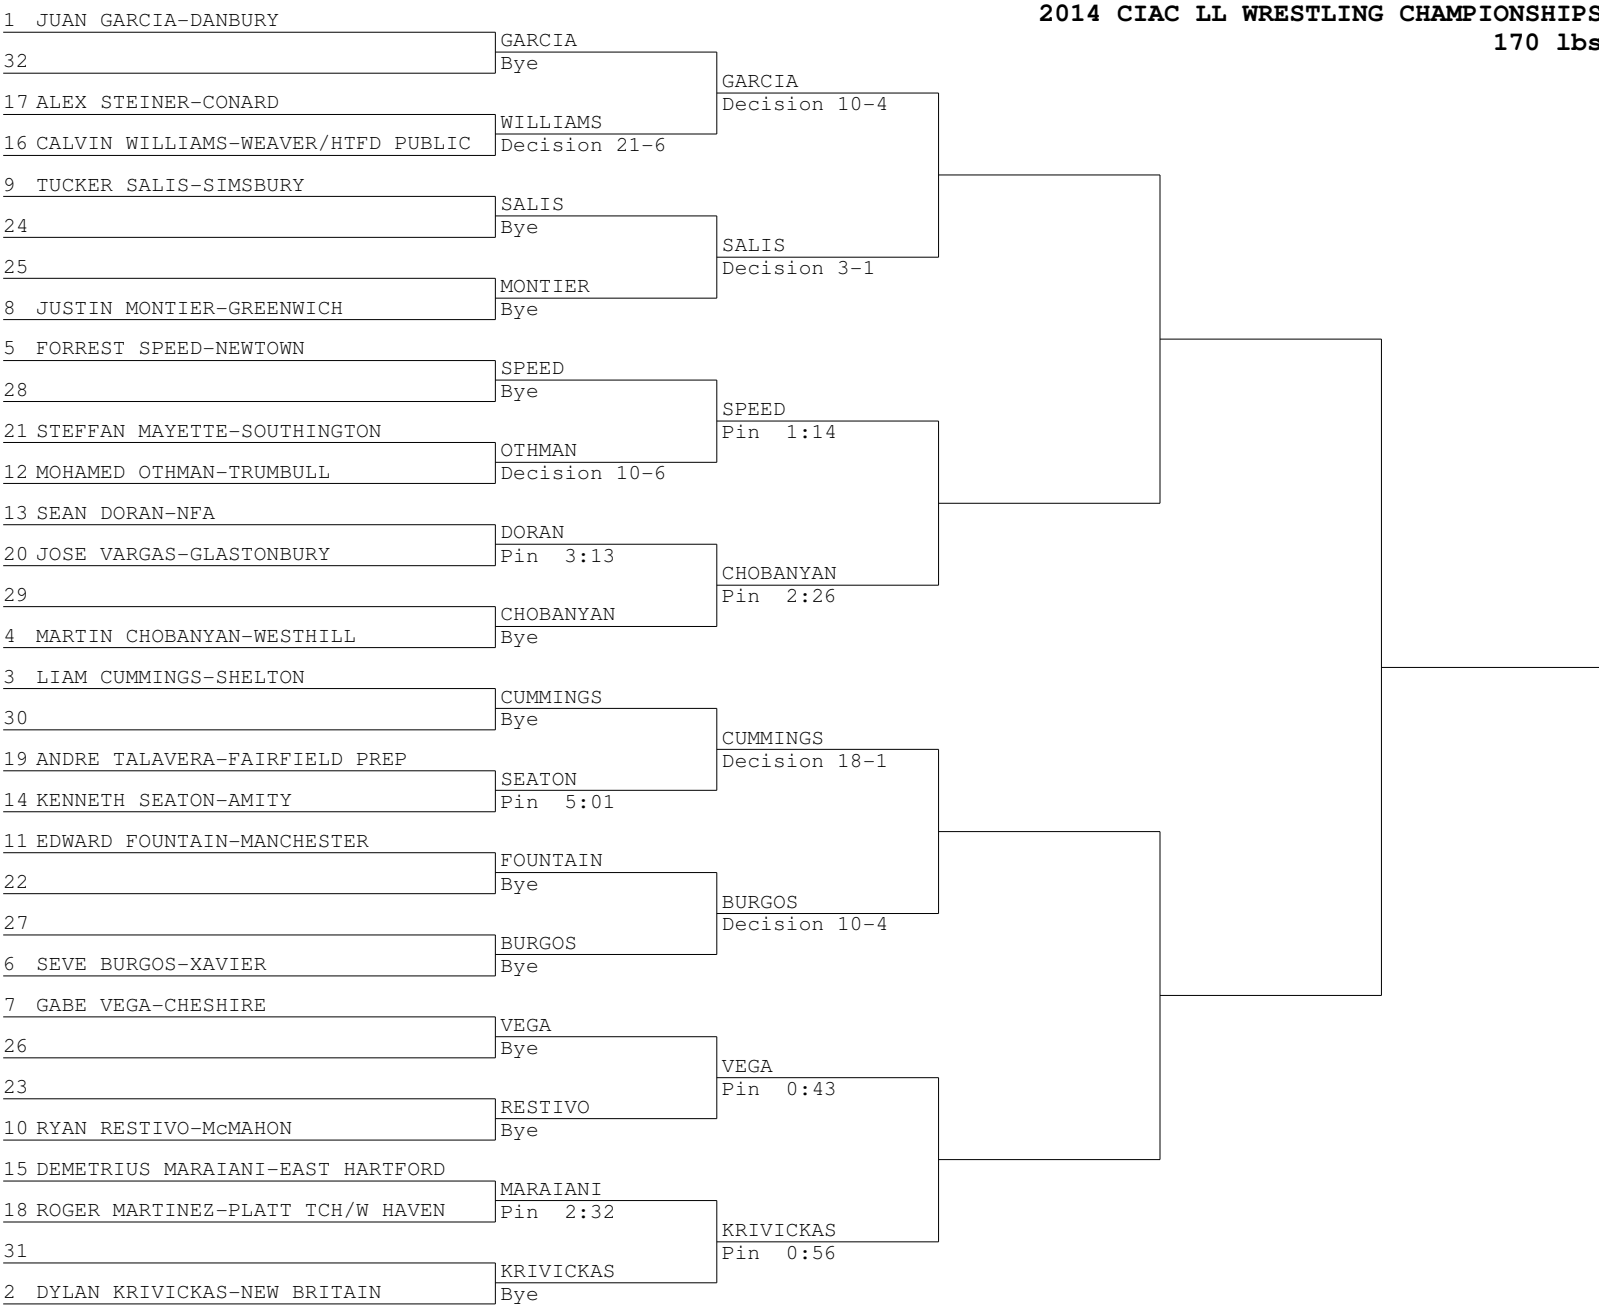 2014 CIAC LL WRESTLING CHAMPIONSHIPS
170 lbs
1 JUAN GARCIA-DANBURY
32
17 ALEX STEINER-CONARD
16 CALVIN WILLIAMS-WEAVER/HTFD PUBLIC
9 TUCKER SALIS-SIMSBURY
24
25
8 JUSTIN MONTIER-GREENWICH
5 FORREST SPEED-NEWTOWN
28
21 STEFFAN MAYETTE-SOUTHINGTON
12 MOHAMED OTHMAN-TRUMBULL
13 SEAN DORAN-NFA
20 JOSE VARGAS-GLASTONBURY
29
4 MARTIN CHOBANYAN-WESTHILL
3 LIAM CUMMINGS-SHELTON
30
19 ANDRE TALAVERA-FAIRFIELD PREP
14 KENNETH SEATON-AMITY
11 EDWARD FOUNTAIN-MANCHESTER
22
27
6 SEVE BURGOS-XAVIER
7 GABE VEGA-CHESHIRE
26
23
10 RYAN RESTIVO-McMAHON
15 DEMETRIUS MARAIANI-EAST HARTFORD
18 ROGER MARTINEZ-PLATT TCH/W HAVEN
31
2 DYLAN KRIVICKAS-NEW BRITAIN
GARCIA
Bye
WILLIAMS
Decision 21-6
SALIS
Bye
MONTIER
Bye
SPEED
Bye
OTHMAN
Decision 10-6
DORAN
Pin 3:13
CHOBANYAN
Bye
CUMMINGS
Bye
SEATON
Pin 5:01
FOUNTAIN
Bye
BURGOS
Bye
VEGA
Bye
RESTIVO
Bye
MARAIANI
Pin 2:32
KRIVICKAS
Bye
GARCIA
Decision 10-4
SALIS
Decision 3-1
SPEED
Pin 1:14
CHOBANYAN
Pin 2:26
CUMMINGS
Decision 18-1
BURGOS
Decision 10-4
VEGA
Pin 0:43
KRIVICKAS
Pin 0:56